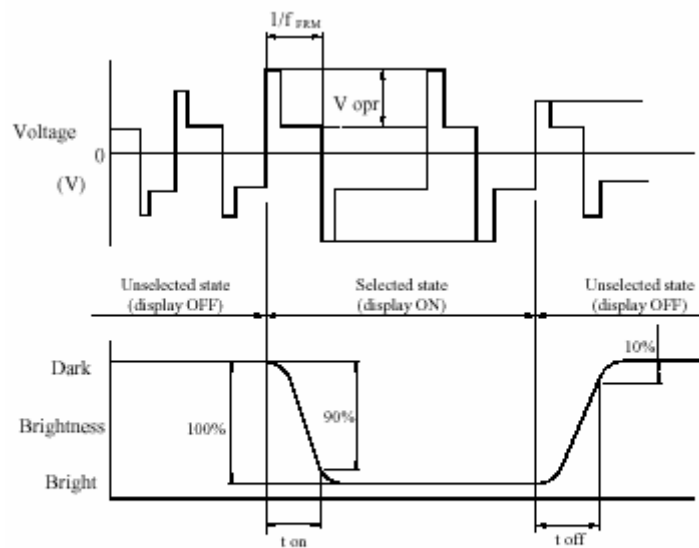 1/f FRM
V opr
Voltage
0
(V)
Unselected state
(display OFF)
Selected state
(display ON)
Unselected state
(display OFF)
Dark
10%
Brightness
100%
90%
Bright
t on
t off